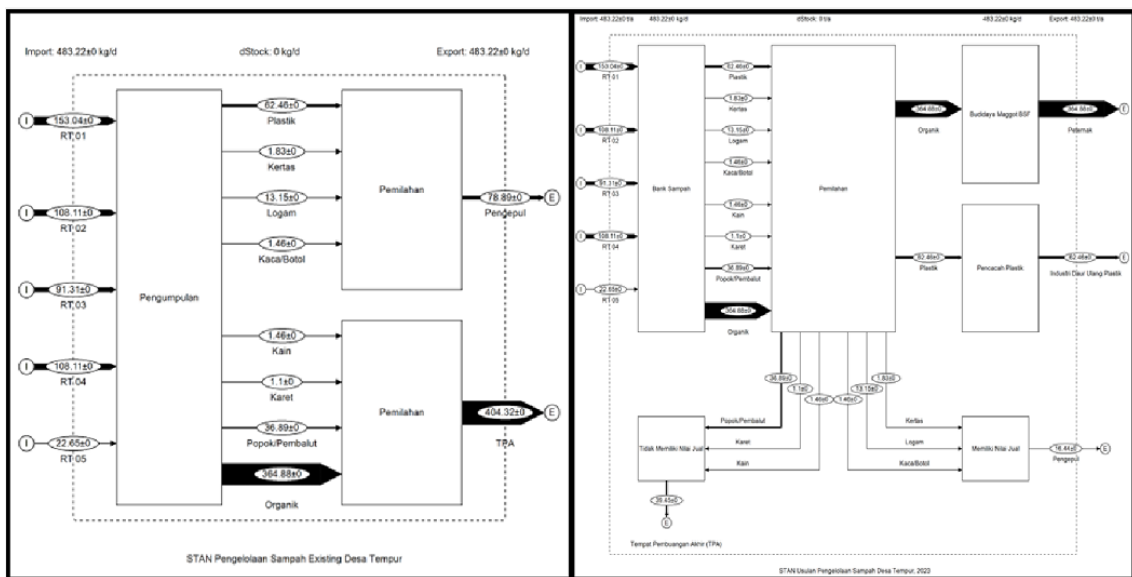 Import: 483.22±0 kg/d
dStock: 0 kg/d
Export: 483.22±0 kg/d
I
153.04±0
RT 01
I
108.11±0
RT 02
I
91.31±0
RT 03
I
108.11±0
RT 04
I
22.65±0
RT 05
Pengumpulan
62.46±0
Plastik
1.83±0
Kertas
13.15±0
Logam
1.46±0
Kaca/Botol
1.46±0
Kain
1.1±0
Karet
36.89±0
Popok/Pembalut
364.88±0
Organik
Pemilahan
78.89±0
Pengepul
E
Pemilahan
404.32±0
TPA
E
STAN Pengelolaan Sampah Existing Desa Tempur
Import: 483.22±0 t/a
483.22±0 kg/d
dStock: 0 t/a
483.22±0 kg/d
Export: 483.22±0 t/a
I
153.04±0
RT 01
I
108.11±0
RT 02
I
91.31±0
RT 03
I
108.11±0
RT 04
I
22.65±0
RT 05
Bank Sampah
62.46±0
Plastik
1.83±0
Kertas
13.15±0
Logam
1.46±0
Kaca/Botol
1.46±0
Kain
1.1±0
Karet
36.89±0
Popok/Pembalut
364.88±0
Organik
Pemilahan
364.88±0
Organik
Budidaya Maggot BSF
364.88±0
Peternak
E
62.46±0
Plastik
Pencacah Plastik
62.46±0
Industri Daur Ulang Plastik
E
36.89±0
1.1±0
1.46±0
1.46±0
13.15±0
1.83±0
Popok/Pembalut
Karet
Kain
Tidak Memiliki Nilai Jual
Kertas
Logam
Kaca/Botol
Memiliki Nilai Jual
16.44±0
Pengepul
E
39.45±0
E
Tempat Pembuangan Akhir (TPA)
STAN Usulan Pengelolaan Sampah Desa Tempur, 2023